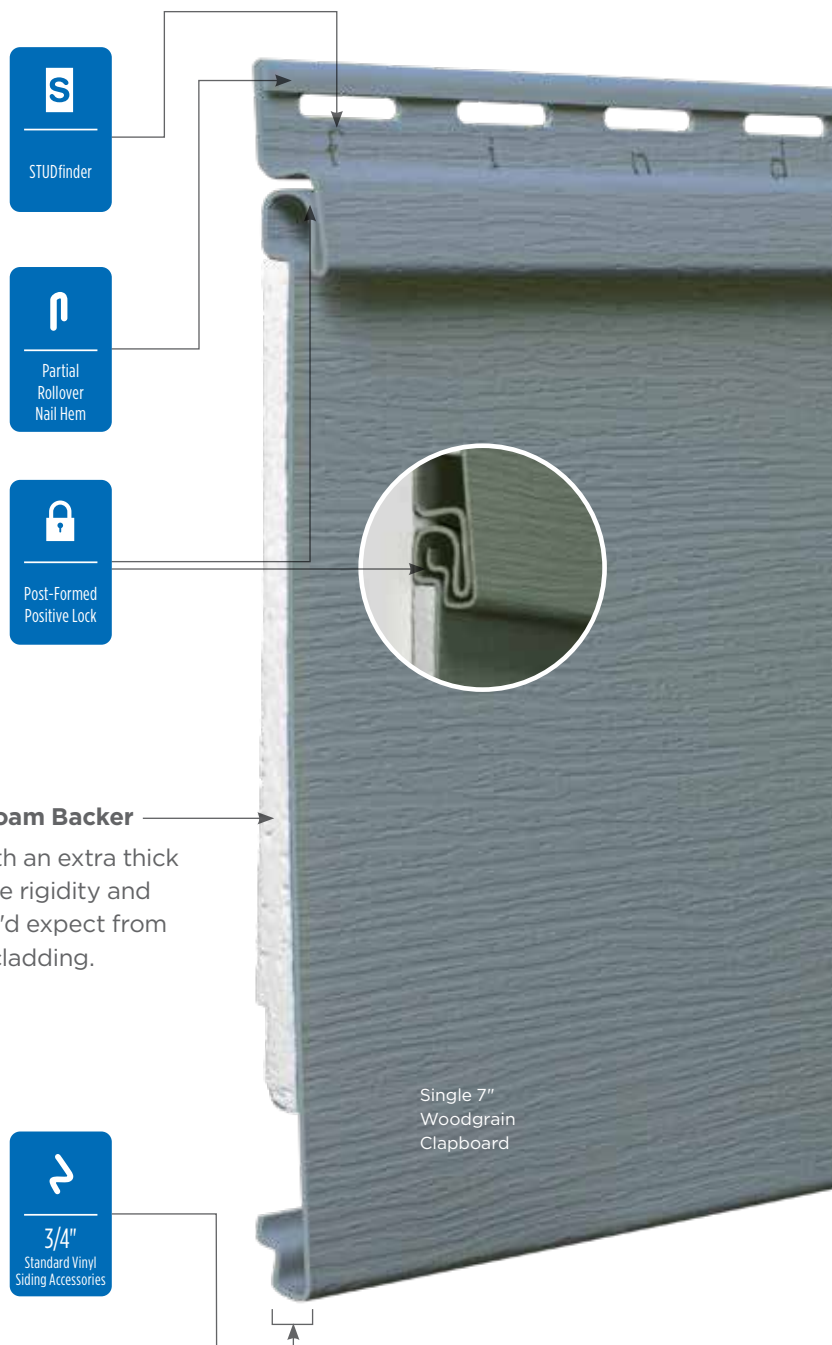 S
STUDfinder
f i n d
Partial
Rollover
Nail Hem
Post-Formed
Positive Lock
oam Backer
th an extra thick
e rigidity and
'd expect from
cladding.
Single 7"
Woodgrain
Clapboard
3/4"
Standard Vinyl
Siding Accessories